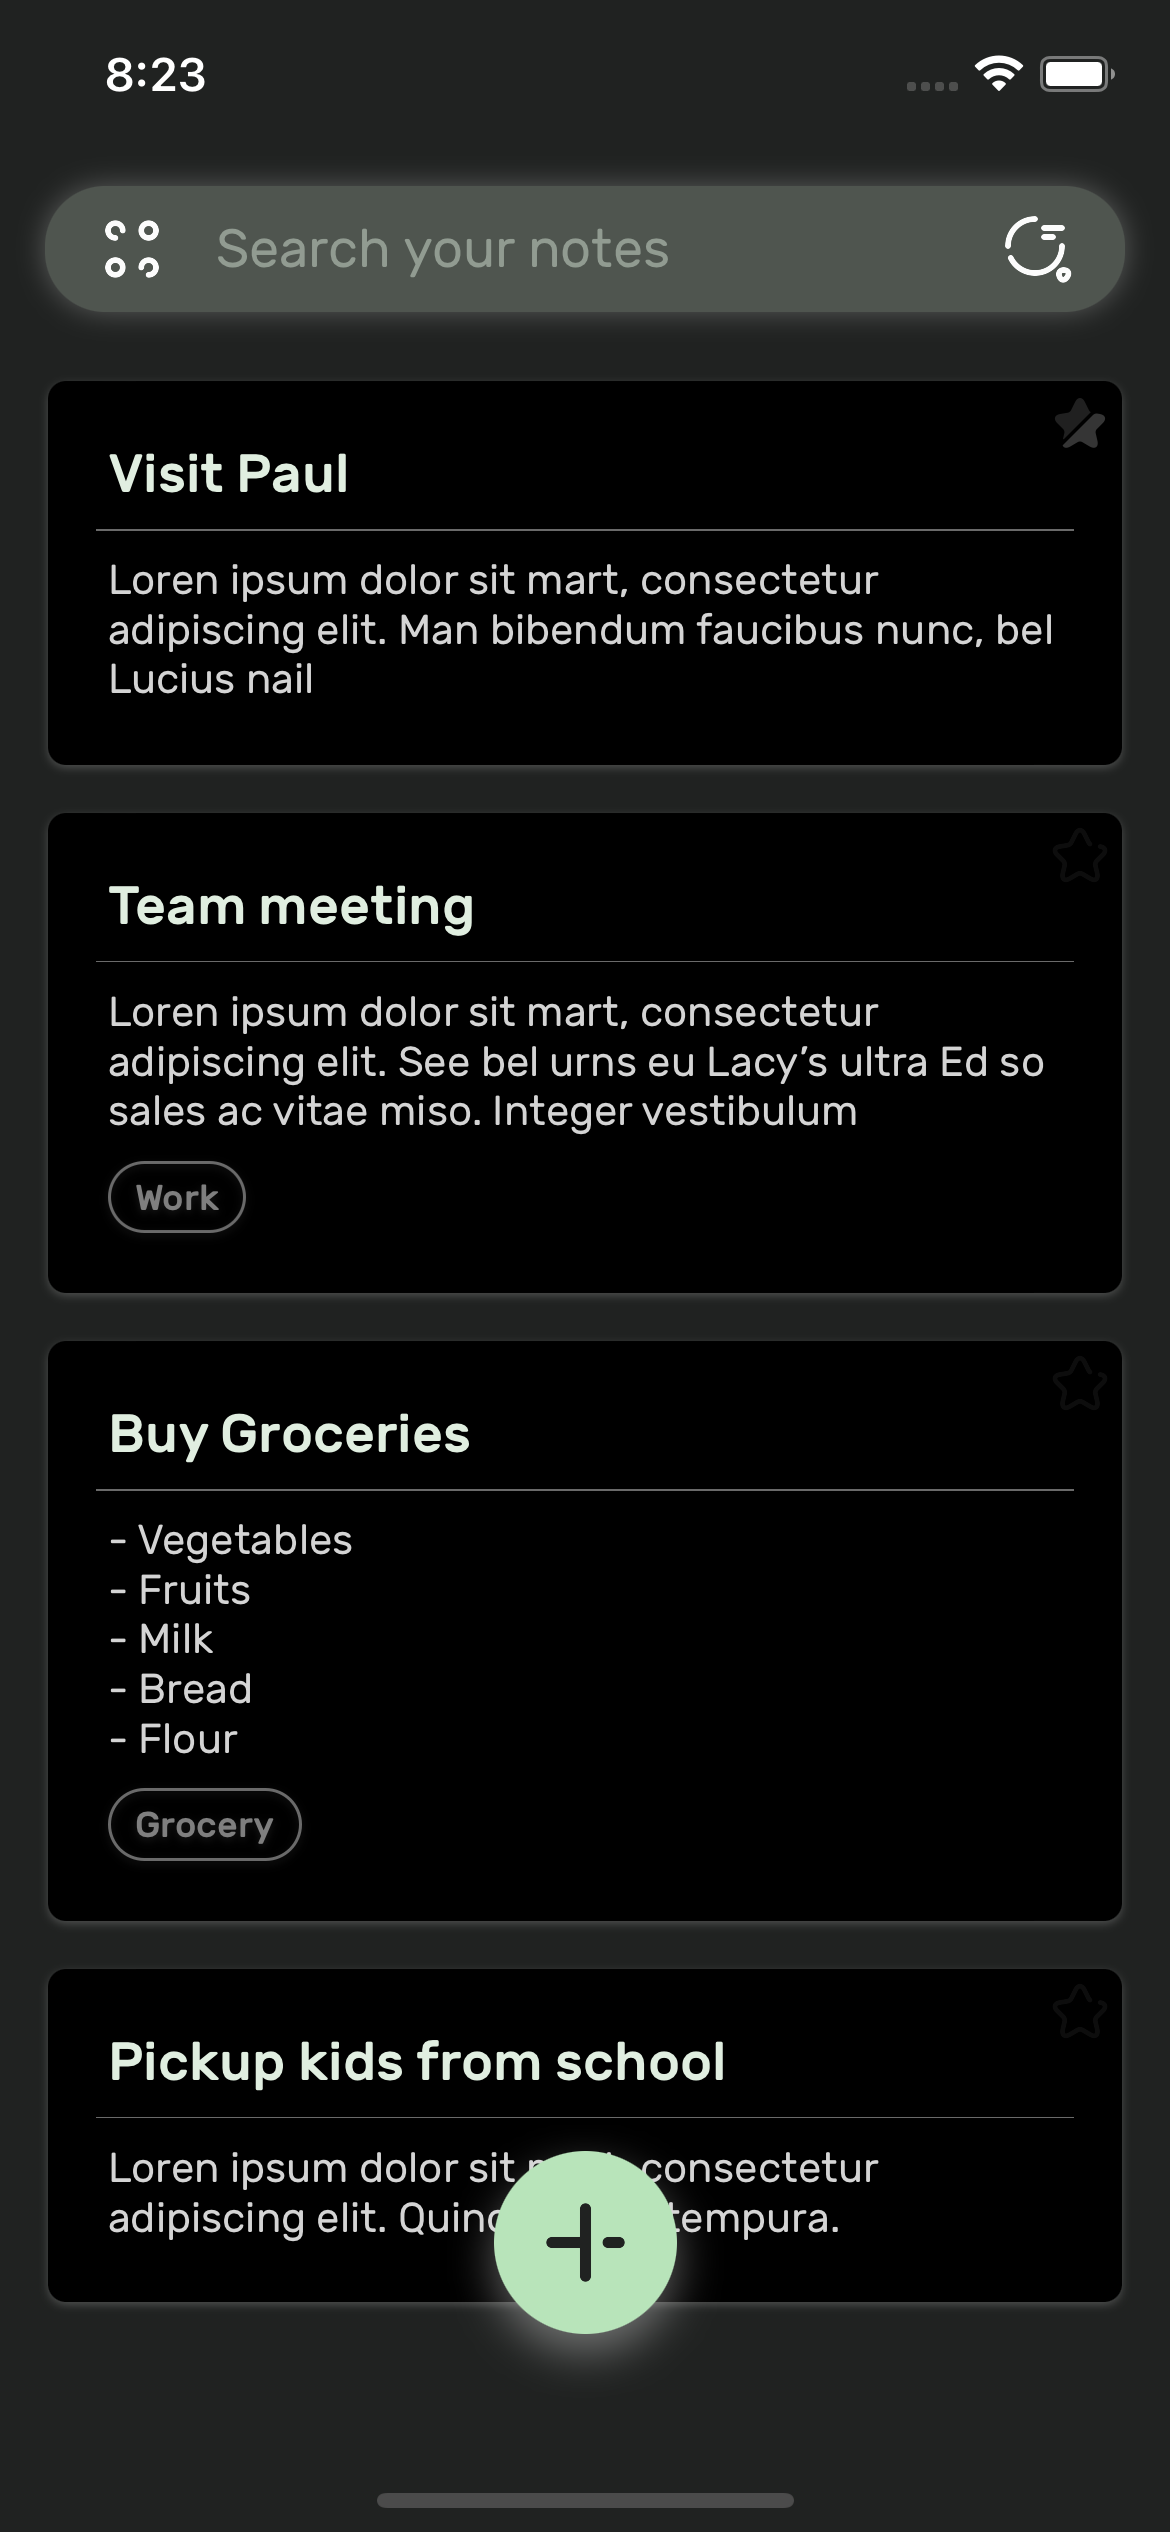 8:23
Search your notes
Visit Paul
Loren ipsum dolor sit mart, consectetur
adipiscing elit. Man bibendum faucibus nunc, bel
Lucius nail
Team meeting
Loren ipsum dolor sit mart, consectetur
adipiscing elit. See bel urns eu Lacy’s ultra Ed so
sales ac vitae miso. Integer vestibulum
Work
Buy Groceries
- Vegetables
- Fruits
- Milk
- Bread
- Flour
Grocery
Pickup kids from school
Loren ipsum dolor sit consectetur
adipiscing elit. tempura.